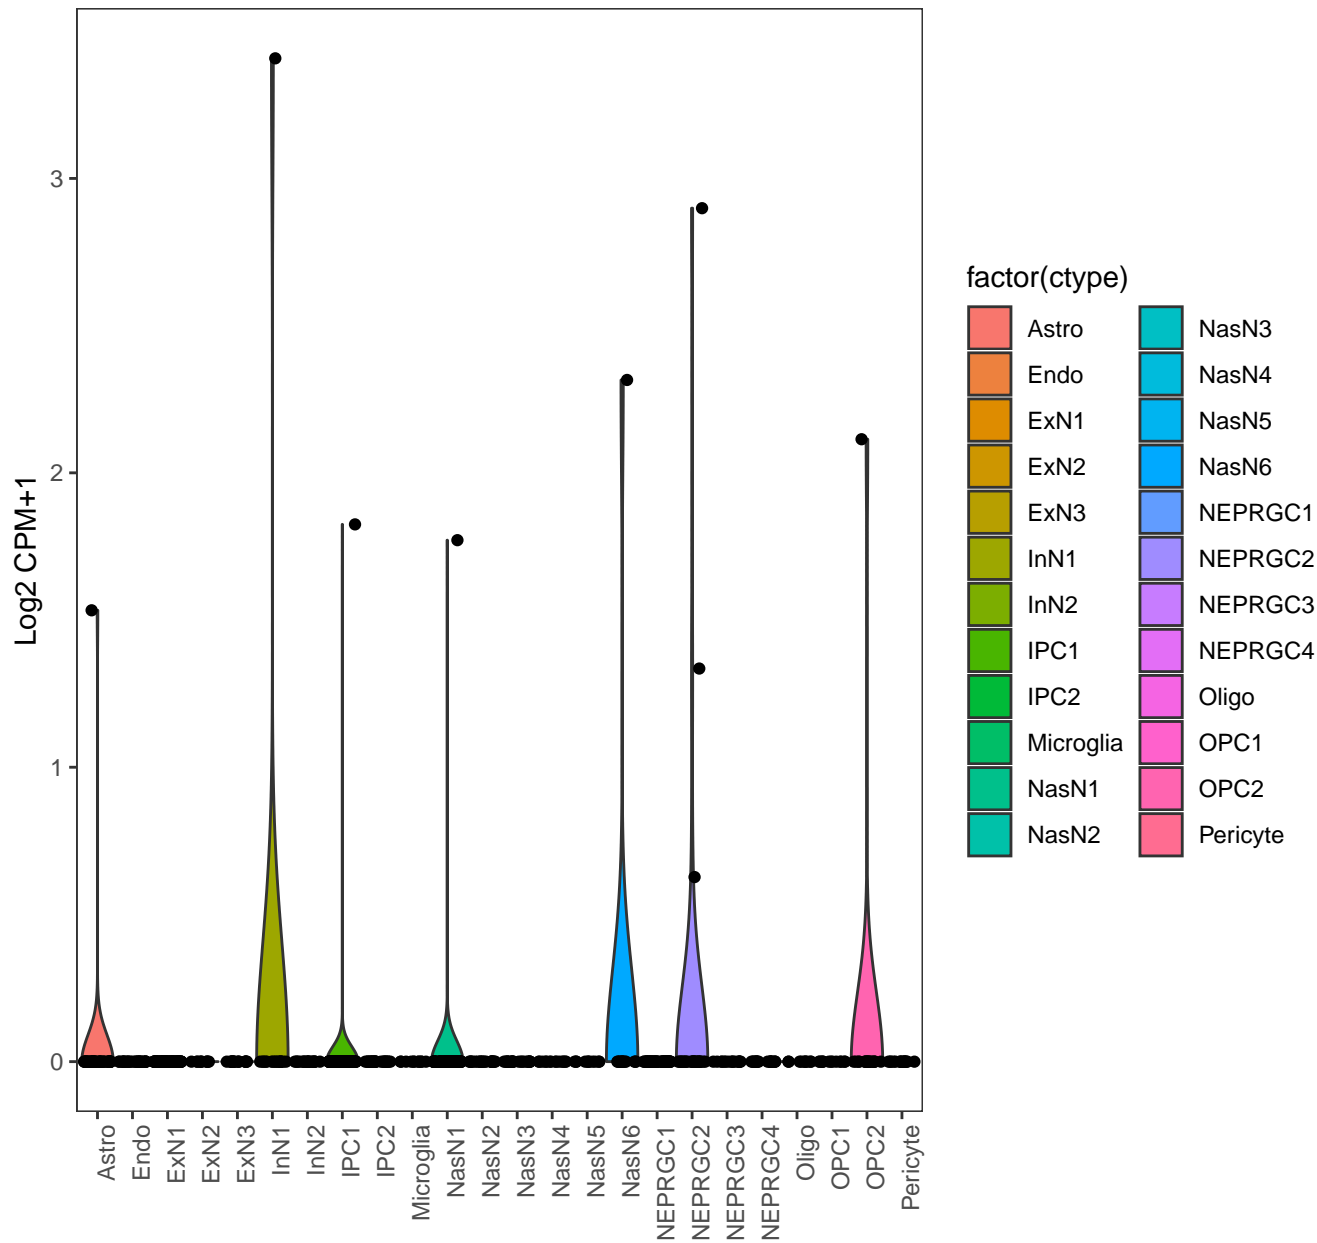 3
2
1
0
Log2 CPM+1
Astro
Endo
ExN1
ExN2
ExN3
InN1
InN2
IPC1
IPC2
Microglia
NasN1
NasN2
NasN3
NasN4
NasN5
NasN6
NEPRGC1
NEPRGC2
NEPRGC3
NEPRGC4
Oligo
OPC1
OPC2
Pericyte
factor(ctype)
Astro
Endo
ExN1
ExN2
ExN3
InN1
InN2
IPC1
IPC2
Microglia
NasN1
NasN2
NasN3
NasN4
NasN5
NasN6
NEPRGC1
NEPRGC2
NEPRGC3
NEPRGC4
Oligo
OPC1
OPC2
Pericyte